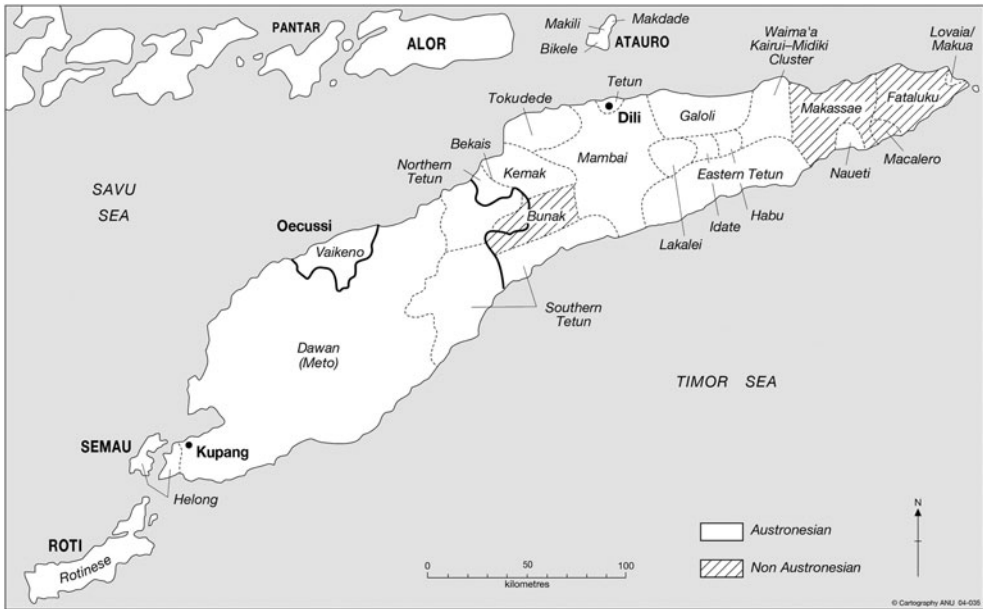 PANTAR
ALOR
Makili
Makdade
Bikele
ATAURO
Waima'a
Kairui–Midiki
Cluster
Lovaia/
Makua
Tetun
Dili
Tokudede
Galoli
Makassae
Fataluku
Bekais
Northern
Tetun
Kemak
Mambai
Eastern Tetun
Naueti
Macalero
SAVU
SEA
Oecussi
Vaikeno
Bunak
Lakalei
Idate
Habu
Southern
Tetun
Dawan
(Meto)
TIMOR SEA
SEMAU
Kupang
Helong
ROTI
Rotinese
N
Austronesian
Non Austronesian
0 50 100
kilometres
© Cartography ANU 04-035